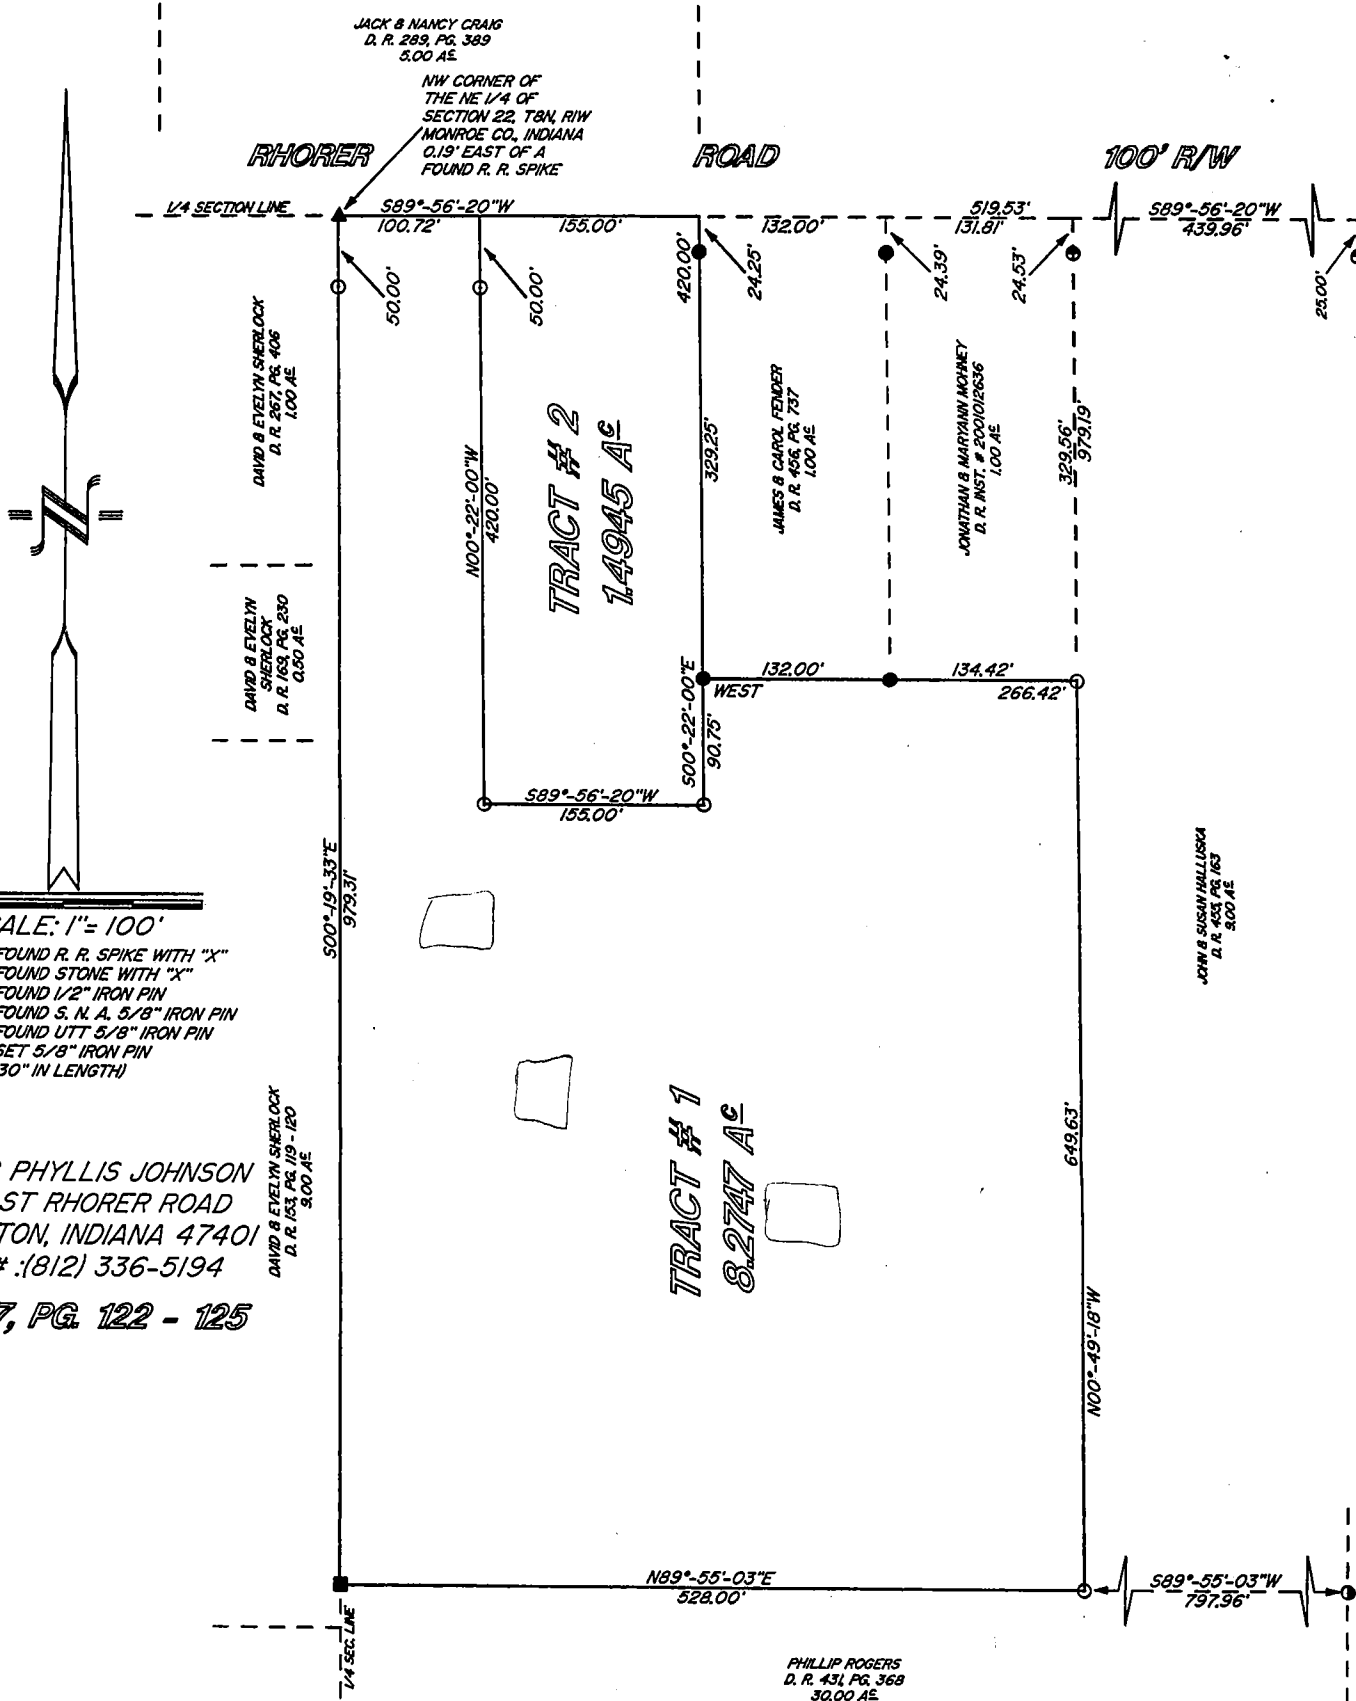 JACK & NANCY CRAIG
D. R. 289, PG. 389
5.00 AC
NW CORNER OF
THE NE 1/4 OF
SECTION 22, T8N, R1W
MONROE CO., INDIANA
0.19' EAST OF A
FOUND R. R. SPIKE
RHORER
ROAD
100' R/W
1/4 SECTION LINE
S89°-56'-20"W
100.72'
155.00'
132.00'
519.53'
131.81'
S89°-56'-20"W
439.96'
50.00'
50.00'
420.00'
24.25'
24.39'
24.53'
25.00'
DAVID & EVELYN SHERLOCK
D. R. 267, PG. 406
1.00 AC
N00°-22'-00"W
420.00'
TRACT # 2
1.4945 AC
329.25'
JAMES & CAROL FENDER
D. R. 456, PG. 737
1.00 AC
JONATHAN & MARYANN MOHNEY
D. R. INST. # 2001012636
1.00 AC
329.56'
979.19'
N
DAVID & EVELYN
SHERLOCK
D. R. 169, PG. 230
0.50 AC
S00°-22'-00"E
90.75'
WEST
132.00'
134.42'
266.42'
S89°-56'-20"W
155.00'
S00°-19'-33"E
979.31'
JOHN & SUSAN HALLUSKA
D. R. 455, PG. 163
9.00 AC
ALE: 1"= 100'
FOUND R. R. SPIKE WITH "X"
FOUND STONE WITH "X"
FOUND 1/2" IRON PIN
FOUND S. N. A. 5/8" IRON PIN
FOUND UTT 5/8" IRON PIN
SET 5/8" IRON PIN
30" IN LENGTH)
DAVID & EVELYN SHERLOCK
D. R. 153, PG. 119 - 120
9.00 AC
TRACT # 1
8.2747 AC
649.63'
N00°-49'-18"W
PHYLLIS JOHNSON
ST RHORER ROAD
TON, INDIANA 47401
# :(812) 336-5194
7, PG. 122 - 125
N89°-55'-03"E
528.00'
S89°-55'-03"W
797.96'
1/4 SEC. LINE
PHILLIP ROGERS
D. R. 431, PG. 368
30.00 AC